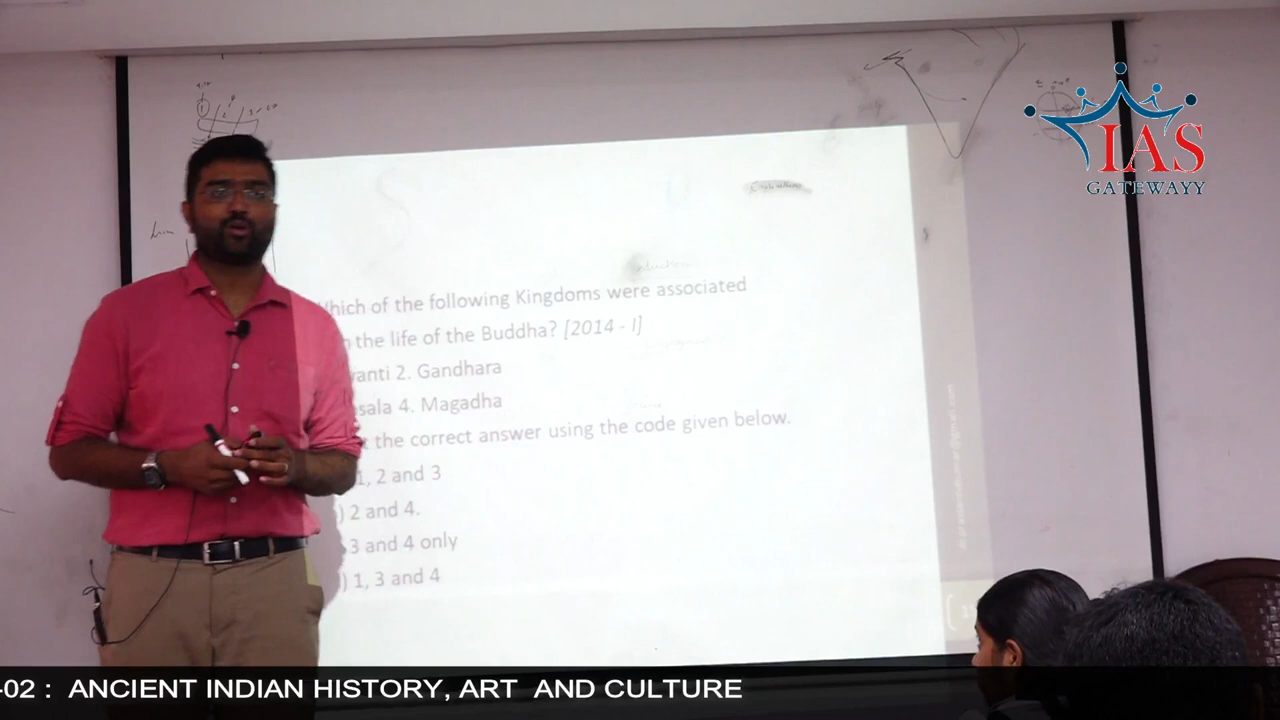 IAS
GATEWAYY
Which of the following Kingdoms were associated
the life of the Buddha? [2014 - I]
vanti 2. Gandhara
sala 4. Magadha
the correct answer using the code given below.
1, 2 and 3
) 2 and 4.
3 and 4 only
) 1, 3 and 4
-02 : ANCIENT INDIAN HISTORY, ART AND CULTURE